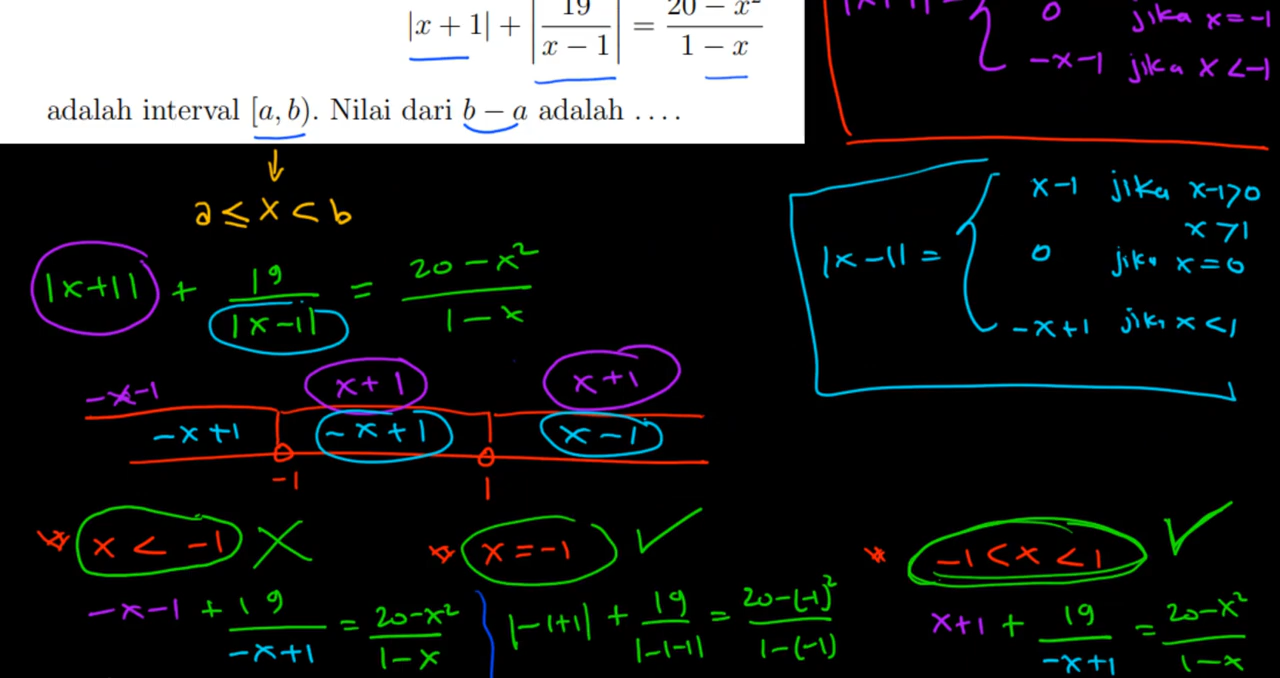 |x + 1| + |19/(x − 1)| = (20 − x²)/(1 − x)
adalah interval [a, b). Nilai dari b − a adalah ....
0 jika x = -1
-x-1 jika x < -1
a ≤ x < b
|x-1| =
x-1 jika x-1>0
x>1
0 jika x=0
-x+1 jika x<1
|x+1| + 19/|x-1| = (20-x²)/(1-x)
-x-1 x+1 x+1
-x+1 -x+1 x-1
-1 1
x < -1 x = -1 -1 < x < 1
-x-1 + 19/(-x+1) = (20-x²)/(1-x)
|-1+1| + 19/|-1-1| = (20-(-1)²)/(1-(-1))
x+1 + 19/(-x+1) = (20-x²)/(1-x)